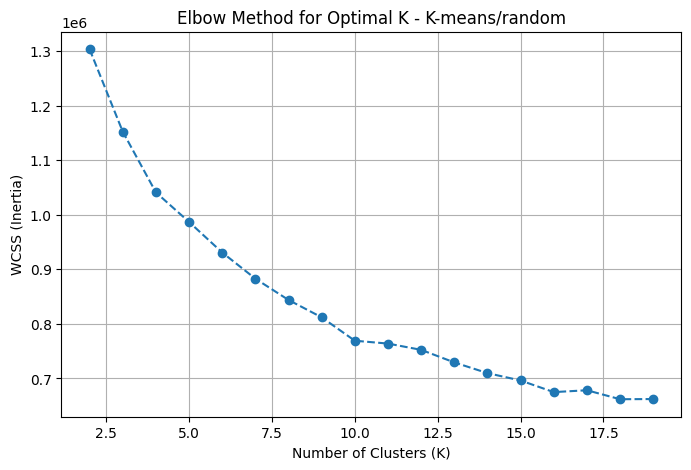 Elbow Method for Optimal K - K-means/random
1e6
1.3
1.2
1.1
1.0
0.9
0.8
0.7
WCSS (Inertia)
2.5 5.0 7.5 10.0 12.5 15.0 17.5
Number of Clusters (K)